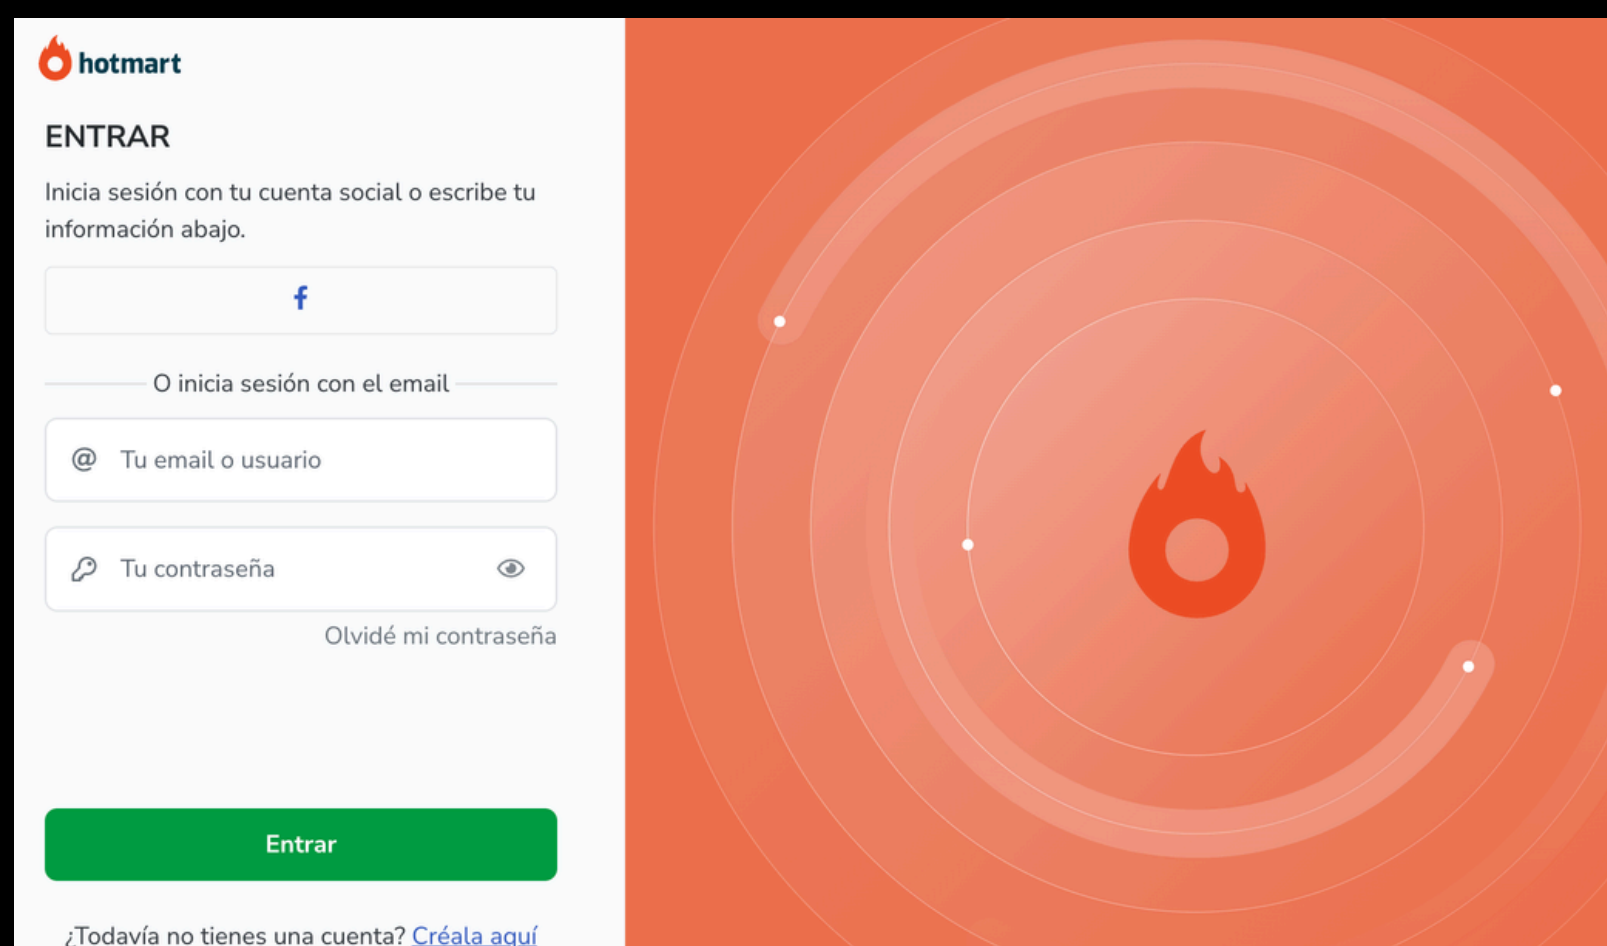 hotmart
ENTRAR
Inicia sesión con tu cuenta social o escribe tu
información abajo.
f
O inicia sesión con el email
@ Tu email o usuario
Tu contraseña
Olvidé mi contraseña
Entrar
¿Todavía no tienes una cuenta? Créala aquí